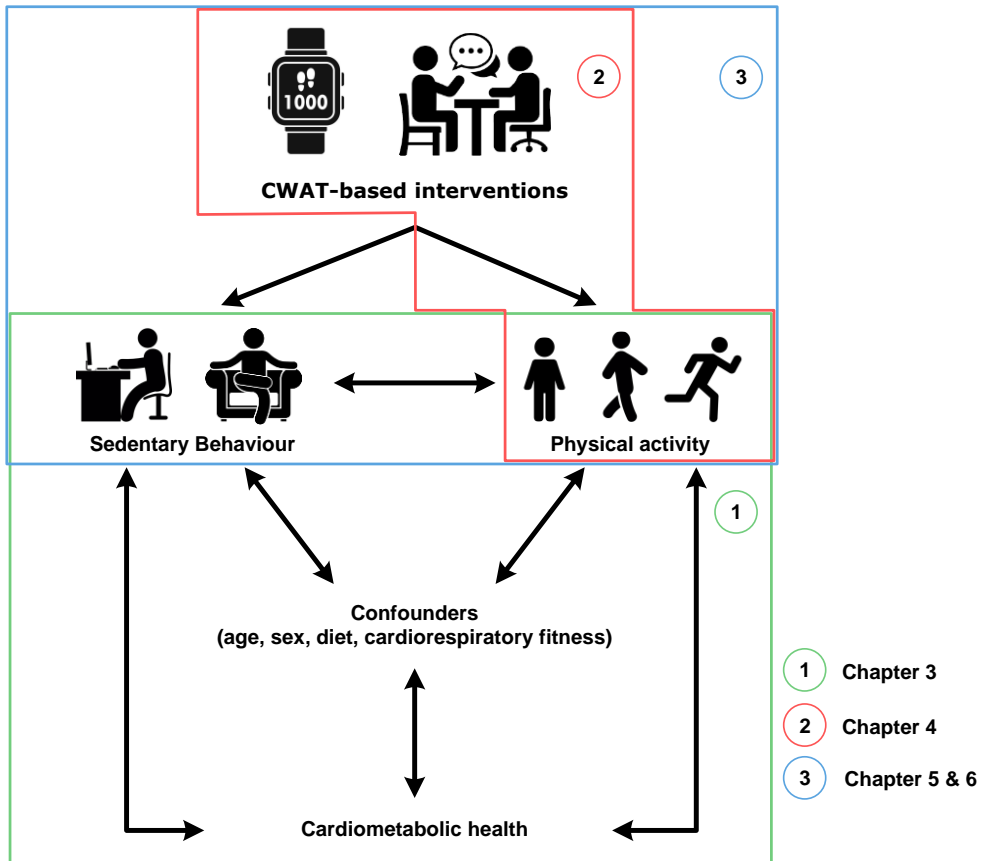 1000
2
3
CWAT-based interventions
Sedentary Behaviour
Physical activity
1
Confounders
(age, sex, diet, cardiorespiratory fitness)
Cardiometabolic health
1 Chapter 3
2 Chapter 4
3 Chapter 5 & 6